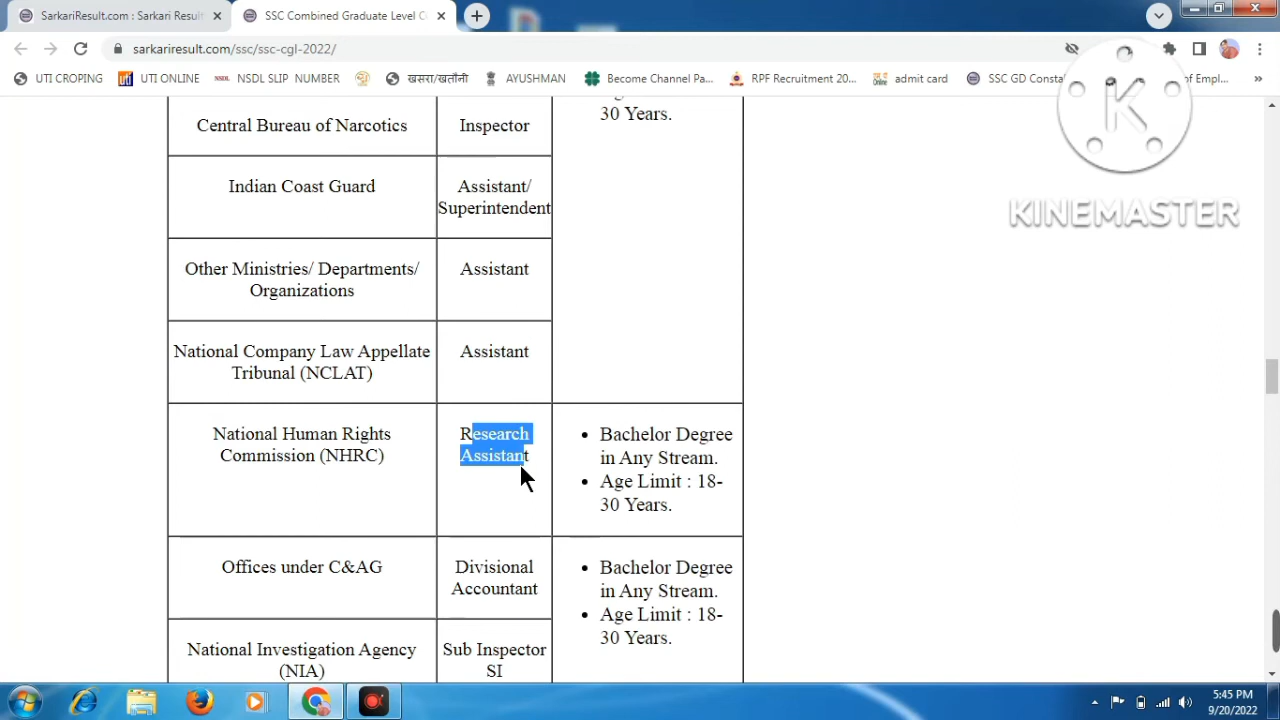 SarkariResult.com : Sarkari Resul
SSC Combined Graduate Level C
sarkariresult.com/ssc/ssc-cgl-2022/
UTI CROPING
UTI ONLINE
NSDL SLIP NUMBER
खसरा/खतौनी
AYUSHMAN
Become Channel Pa...
RPF Recruitment 20...
admit card
SSC GD Consta
of Empl...
KINEMASTER
30 Years.
Central Bureau of Narcotics
Inspector
Indian Coast Guard
Assistant/
Superintendent
Other Ministries/ Departments/
Organizations
Assistant
National Company Law Appellate
Tribunal (NCLAT)
Assistant
National Human Rights
Commission (NHRC)
Research
Assistant
• Bachelor Degree
in Any Stream.
• Age Limit : 18-
30 Years.
Offices under C&AG
Divisional
Accountant
• Bachelor Degree
in Any Stream.
• Age Limit : 18-
30 Years.
National Investigation Agency
(NIA)
Sub Inspector
SI
5:45 PM
9/20/2022